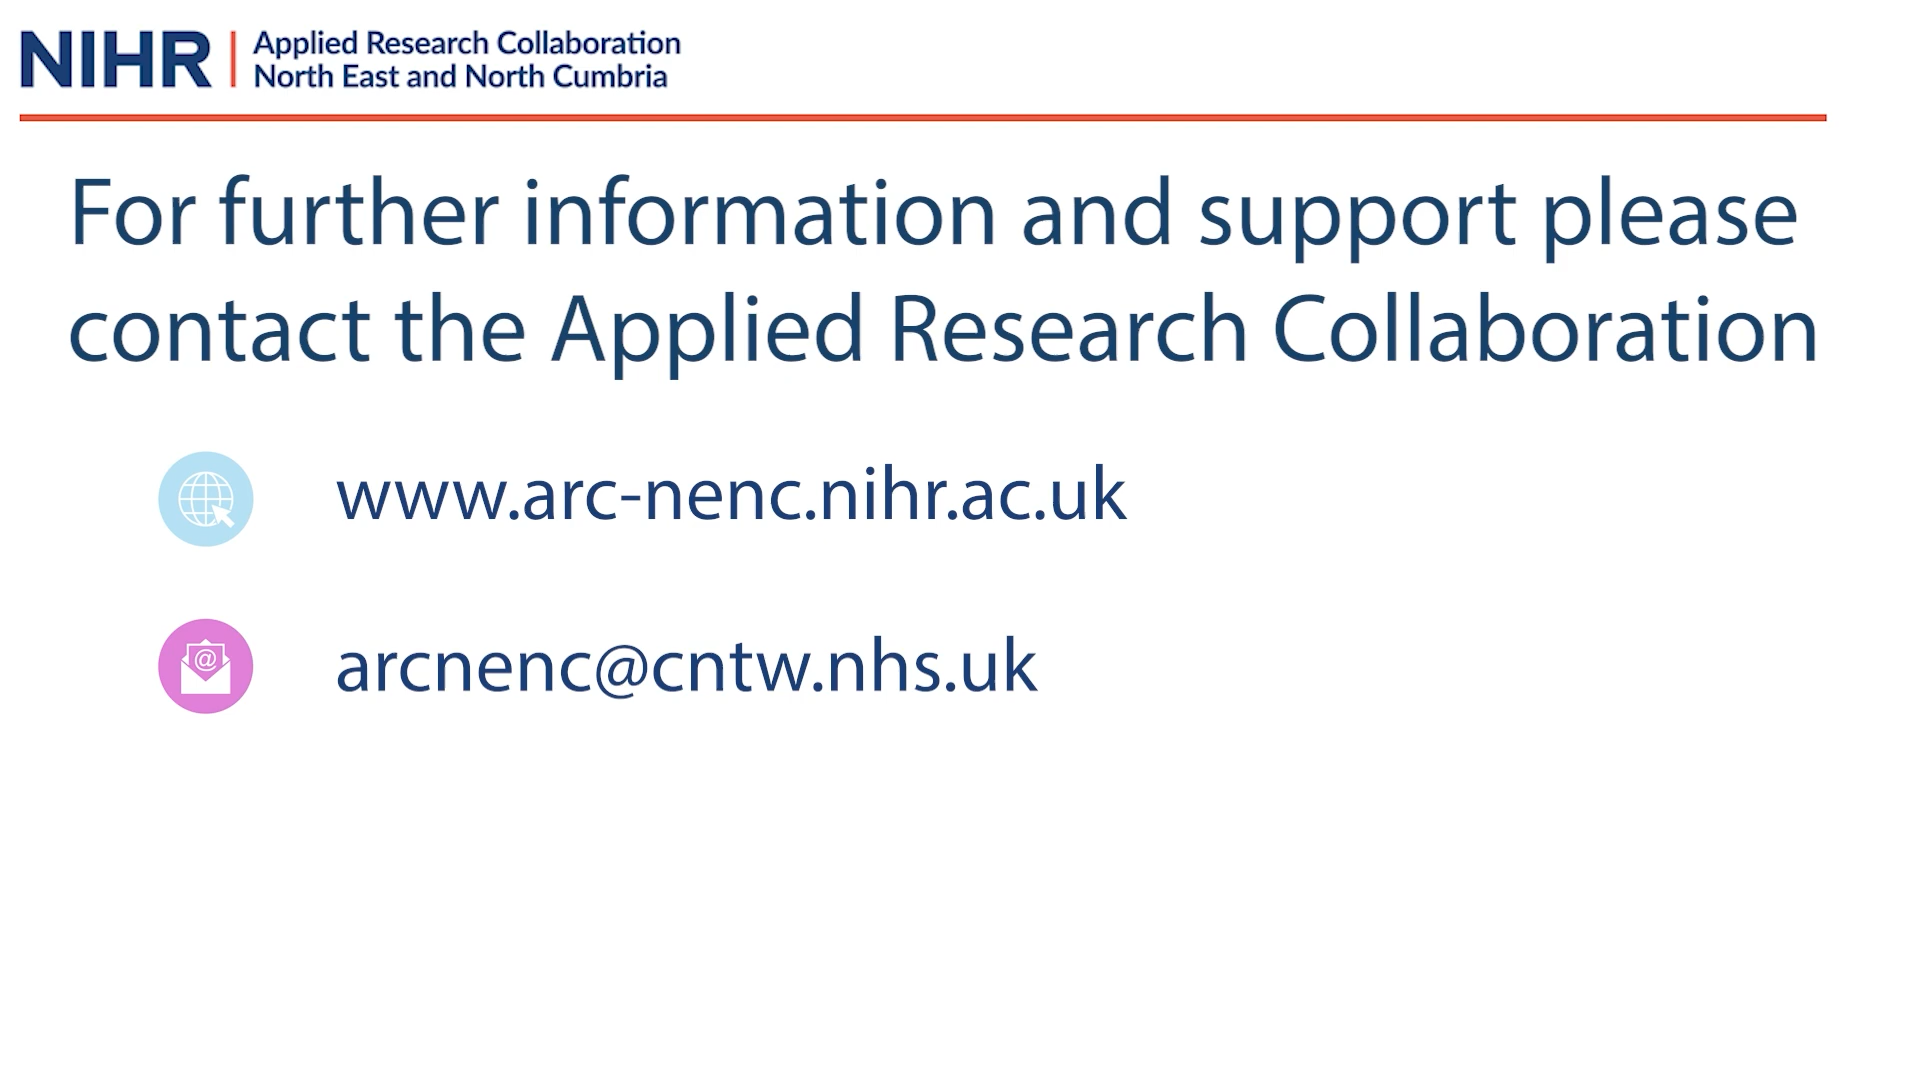 NIHR | Applied Research Collaboration
North East and North Cumbria
For further information and support please
contact the Applied Research Collaboration
www.arc-nenc.nihr.ac.uk
@
arcnenc@cntw.nhs.uk